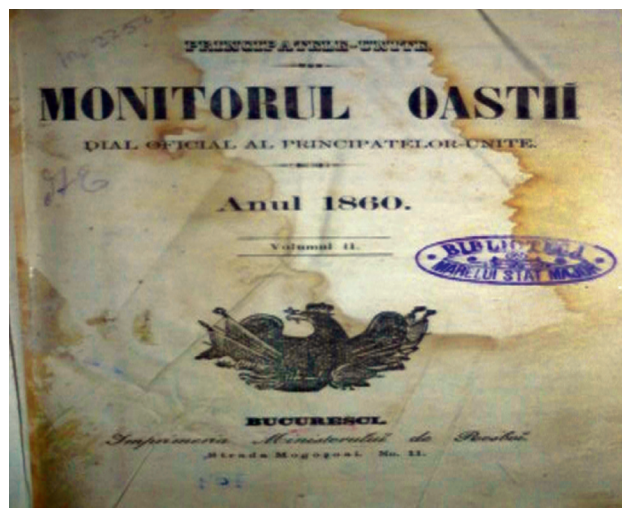 PRINCIPATELE-UNITE.
MONITORUL OASTIĬ
DIAL OFICIAL AL PRINCIPATELOR-UNITE.
Anul 1860.
Volumul II.
BIBLIOTECA
MARELUI STAT MAJOR
BUCURESCI.
Imprimeria Ministeruluĭ de Resbel.
Strada Mogoşoai. No. 11.